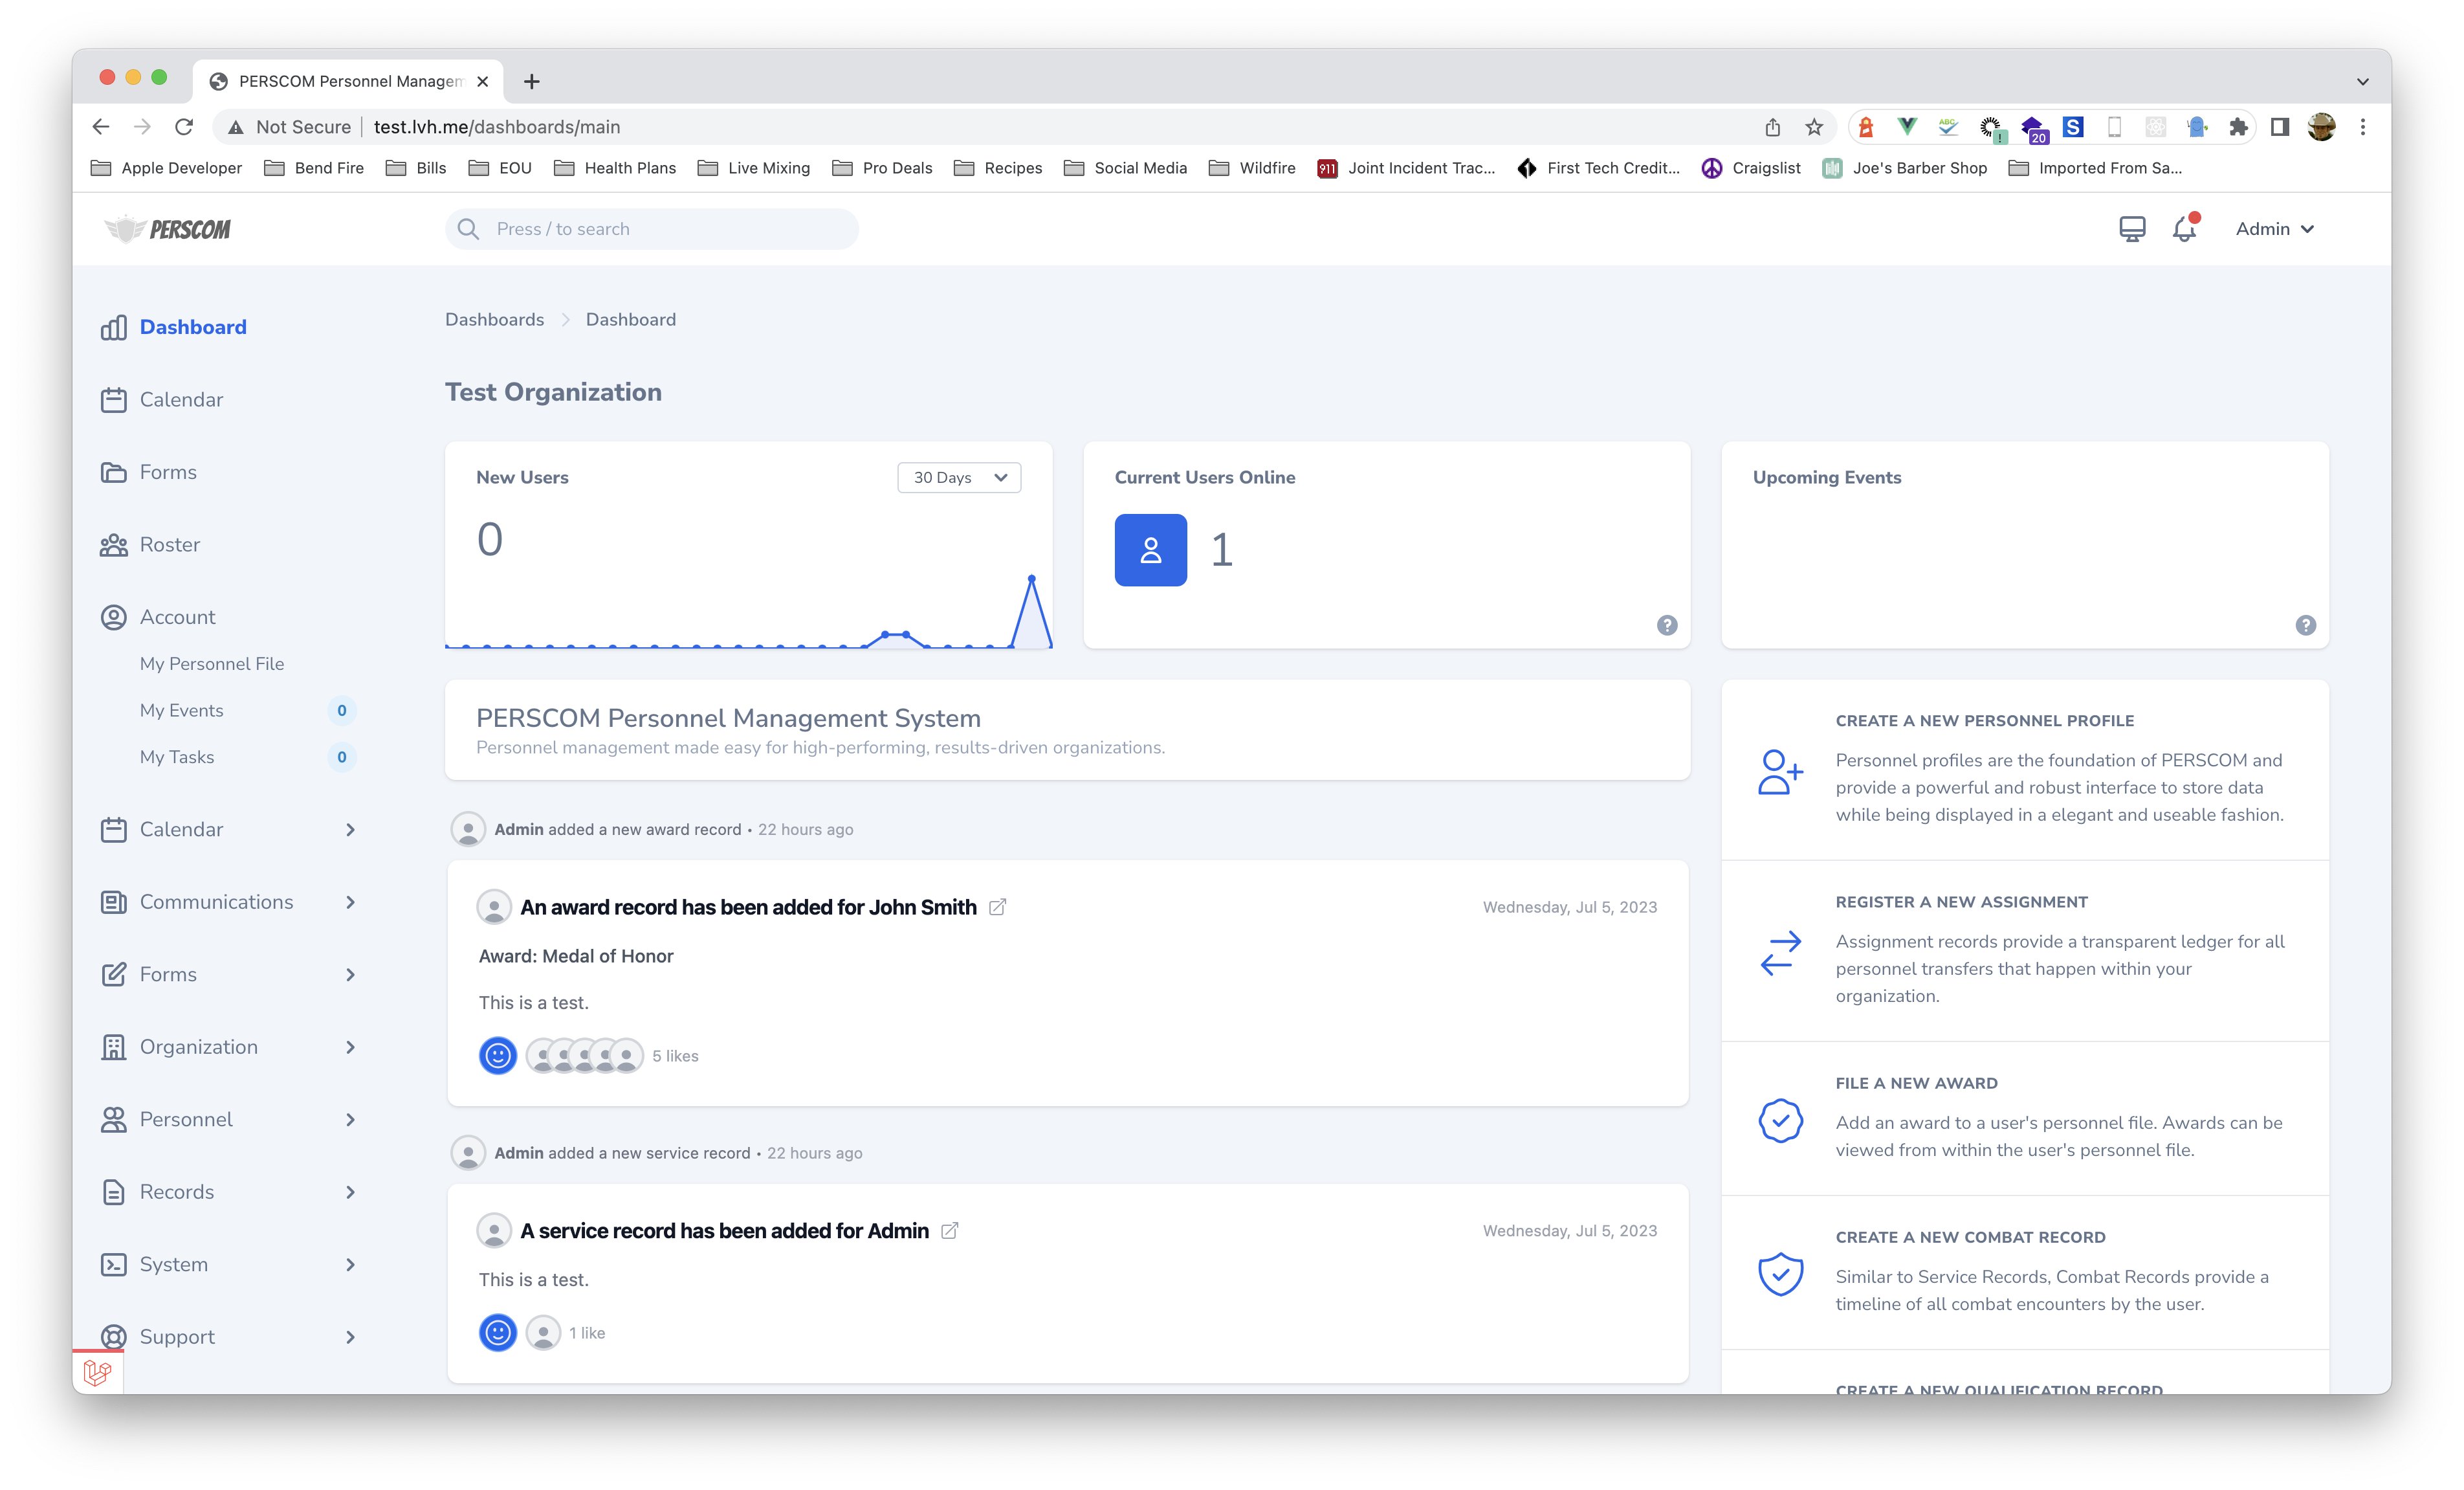 PERSCOM Personnel Managem
Not Secure
test.lvh.me/dashboards/main
20
Apple Developer
Bend Fire
Bills
EOU
Health Plans
Live Mixing
Pro Deals
Recipes
Social Media
Wildfire
911
Joint Incident Trac...
First Tech Credit...
Craigslist
Joe's Barber Shop
Imported From Sa...
PERSCOM
Press / to search
Admin
Dashboard
Calendar
Forms
Roster
Account
My Personnel File
My Events 0
My Tasks 0
Calendar
Communications
Forms
Organization
Personnel
Records
System
Support
Dashboards
Dashboard
Test Organization
New Users
30 Days
0
Current Users Online
1
?
Upcoming Events
?
PERSCOM Personnel Management System
Personnel management made easy for high-performing, results-driven organizations.
Admin added a new award record • 22 hours ago
An award record has been added for John Smith
Wednesday, Jul 5, 2023
Award: Medal of Honor
This is a test.
5 likes
Admin added a new service record • 22 hours ago
A service record has been added for Admin
Wednesday, Jul 5, 2023
This is a test.
1 like
CREATE A NEW PERSONNEL PROFILE
Personnel profiles are the foundation of PERSCOM and
provide a powerful and robust interface to store data
while being displayed in a elegant and useable fashion.
REGISTER A NEW ASSIGNMENT
Assignment records provide a transparent ledger for all
personnel transfers that happen within your
organization.
FILE A NEW AWARD
Add an award to a user's personnel file. Awards can be
viewed from within the user's personnel file.
CREATE A NEW COMBAT RECORD
Similar to Service Records, Combat Records provide a
timeline of all combat encounters by the user.
CREATE A NEW QUALIFICATION RECORD